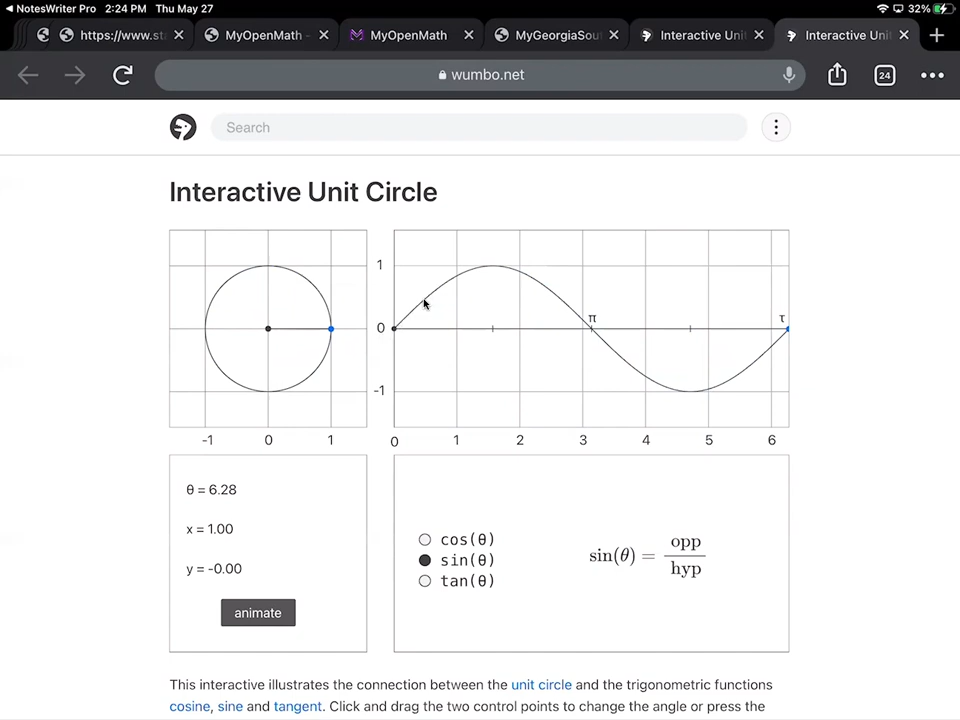 NotesWriter Pro 2:24 PM Thu May 27 32%
https://www.st MyOpenMath - MyOpenMath MyGeorgiaSou Interactive Uni Interactive Uni
wumbo.net 24
Search
Interactive Unit Circle
1
0
-1
π
τ
-1 0 1
0 1 2 3 4 5 6
θ = 6.28
x = 1.00
y = -0.00
animate
cos(θ)
sin(θ)
tan(θ)
sin(θ) = opp / hyp
This interactive illustrates the connection between the unit circle and the trigonometric functions
cosine, sine and tangent. Click and drag the two control points to change the angle or press the